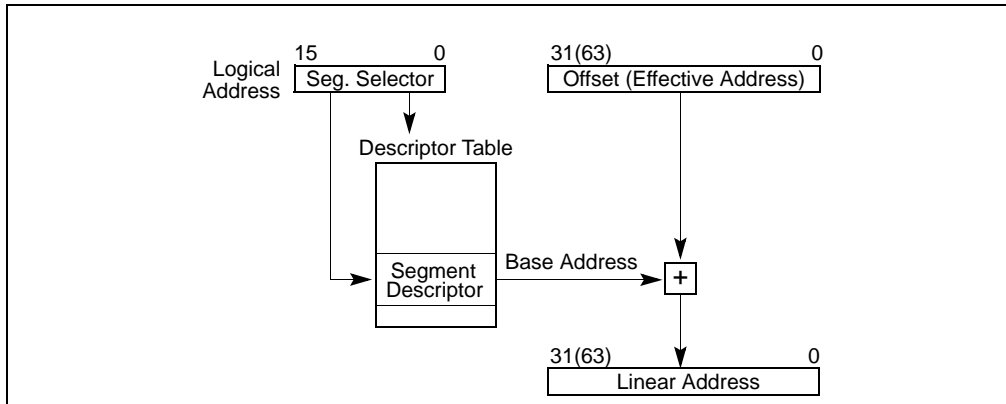 15 0
31(63) 0
Logical
Address
Seg. Selector
Offset (Effective Address)
Descriptor Table
Base Address
Segment
Descriptor
+
31(63) 0
Linear Address